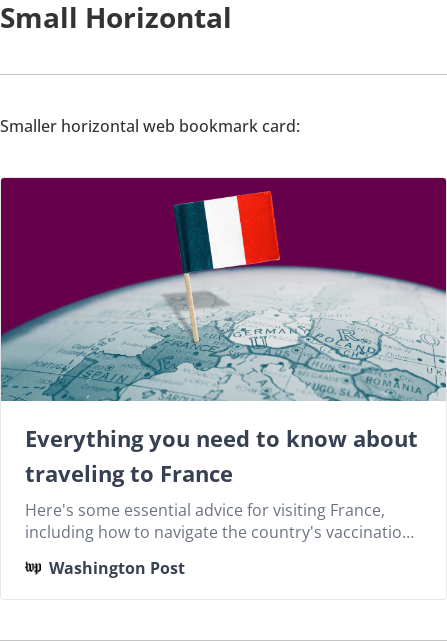 Small Horizontal
Smaller horizontal web bookmark card:
GERMANY
FRANCE
SPAIN
HUN
ROMANIA
YUGO SLA
Everything you need to know about
traveling to France
Here's some essential advice for visiting France,
including how to navigate the country's vaccinatio...
wp Washington Post